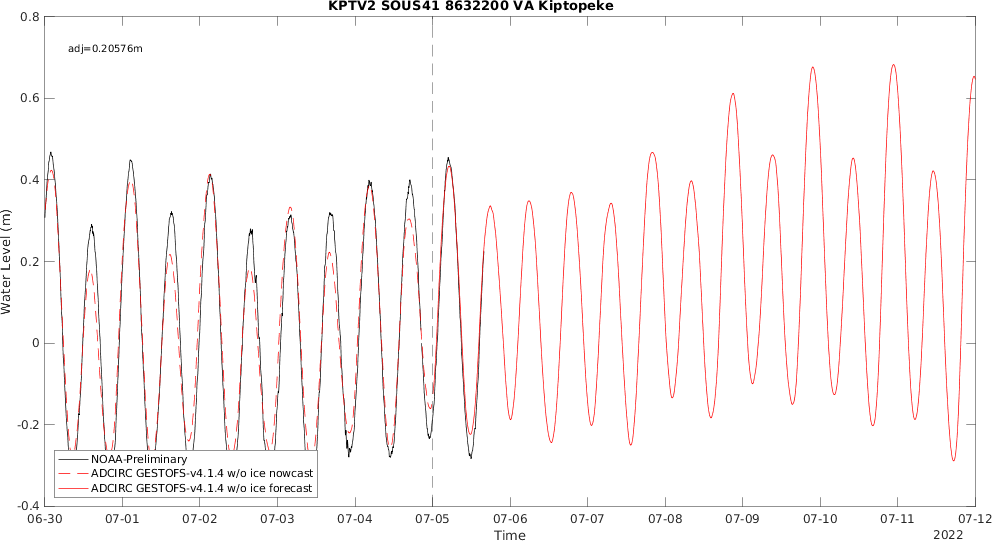 KPTV2 SOUS41 8632200 VA Kiptopeke
adj=0.20576m
Water Level (m)
0.8
0.6
0.4
0.2
0
-0.2
-0.4
NOAA-Preliminary
ADCIRC GESTOFS-v4.1.4 w/o ice nowcast
ADCIRC GESTOFS-v4.1.4 w/o ice forecast
06-30 07-01 07-02 07-03 07-04 07-05 07-06 07-07 07-08 07-09 07-10 07-11 07-12
Time
2022